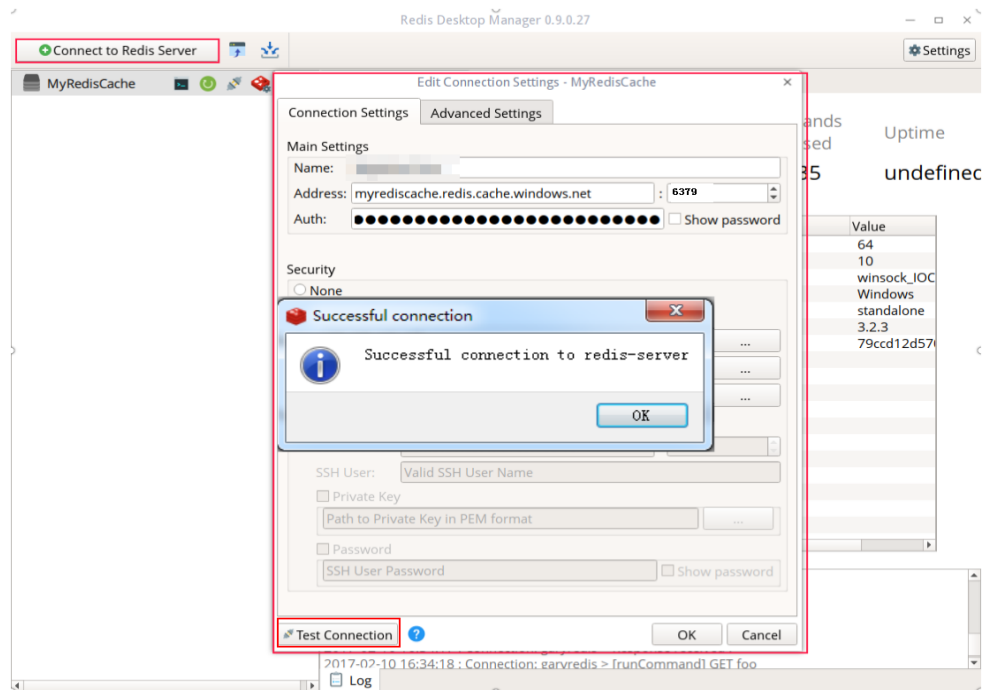 Redis Desktop Manager 0.9.0.27
Connect to Redis Server
Settings
MyRedisCache
Edit Connection Settings - MyRedisCache
Connection Settings
Advanced Settings
Main Settings
Name:
Address: myrediscache.redis.cache.windows.net : 6379
Auth: ●●●●●●●●●●●●●●●●●●●●●●●● Show password
Security
None
Successful connection
Successful connection to redis-server
OK
SSH User: Valid SSH User Name
Private Key
Path to Private Key in PEM format
...
Password
SSH User Password
Show password
Test Connection
OK
Cancel
Uptime
undefined
Value
64
10
winsock_IOC
Windows
standalone
3.2.3
79ccd12d57
...
...
...
2017-02-10 16:34:18 : Connection: garyredis > [runCommand] GET foo
Log